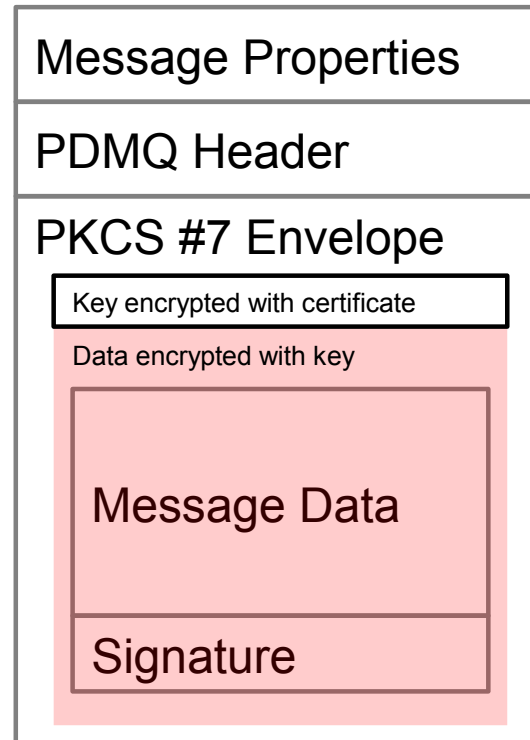 Message Properties
PDMQ Header
PKCS #7 Envelope
Key encrypted with certificate
Data encrypted with key
Message Data
Signature